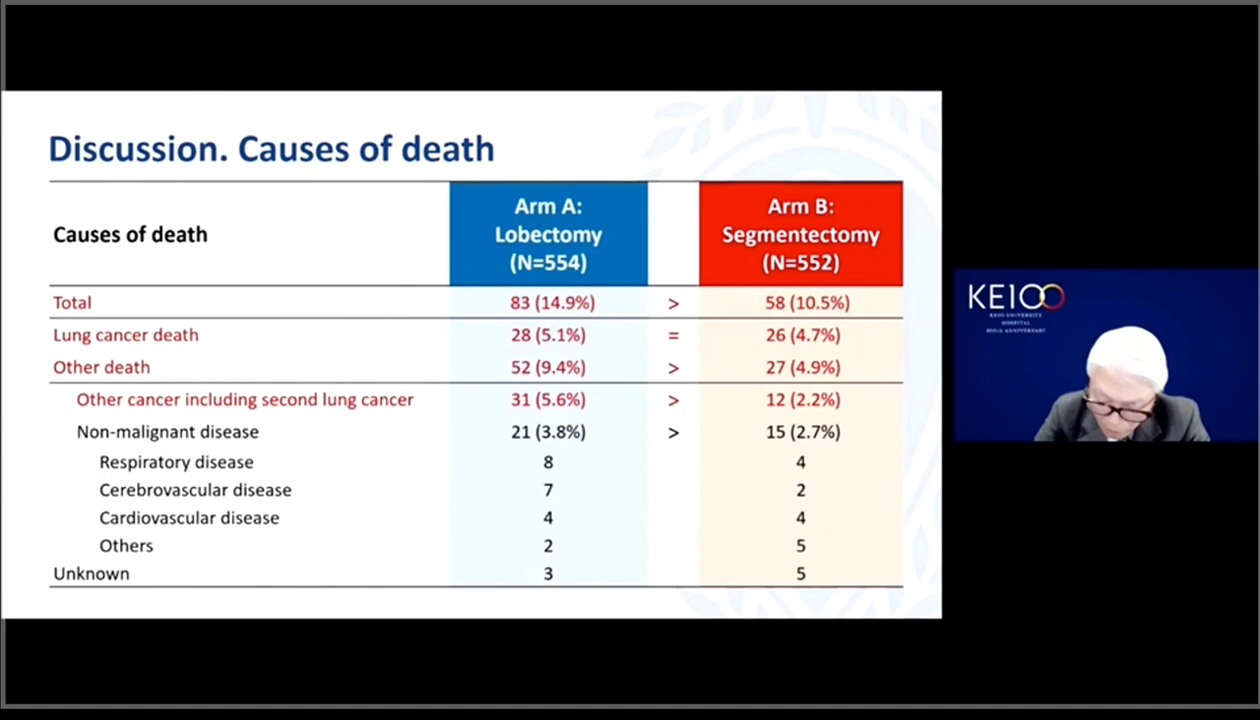 Discussion. Causes of death
Causes of death
Arm A:
Lobectomy
(N=554)
Arm B:
Segmentectomy
(N=552)
Total 83 (14.9%) > 58 (10.5%)
Lung cancer death 28 (5.1%) = 26 (4.7%)
Other death 52 (9.4%) > 27 (4.9%)
Other cancer including second lung cancer 31 (5.6%) > 12 (2.2%)
Non-malignant disease 21 (3.8%) > 15 (2.7%)
Respiratory disease 8 4
Cerebrovascular disease 7 2
Cardiovascular disease 4 4
Others 2 5
Unknown 3 5
KE100
KEIO UNIVERSITY
HOSPITAL
100th ANNIVERSARY